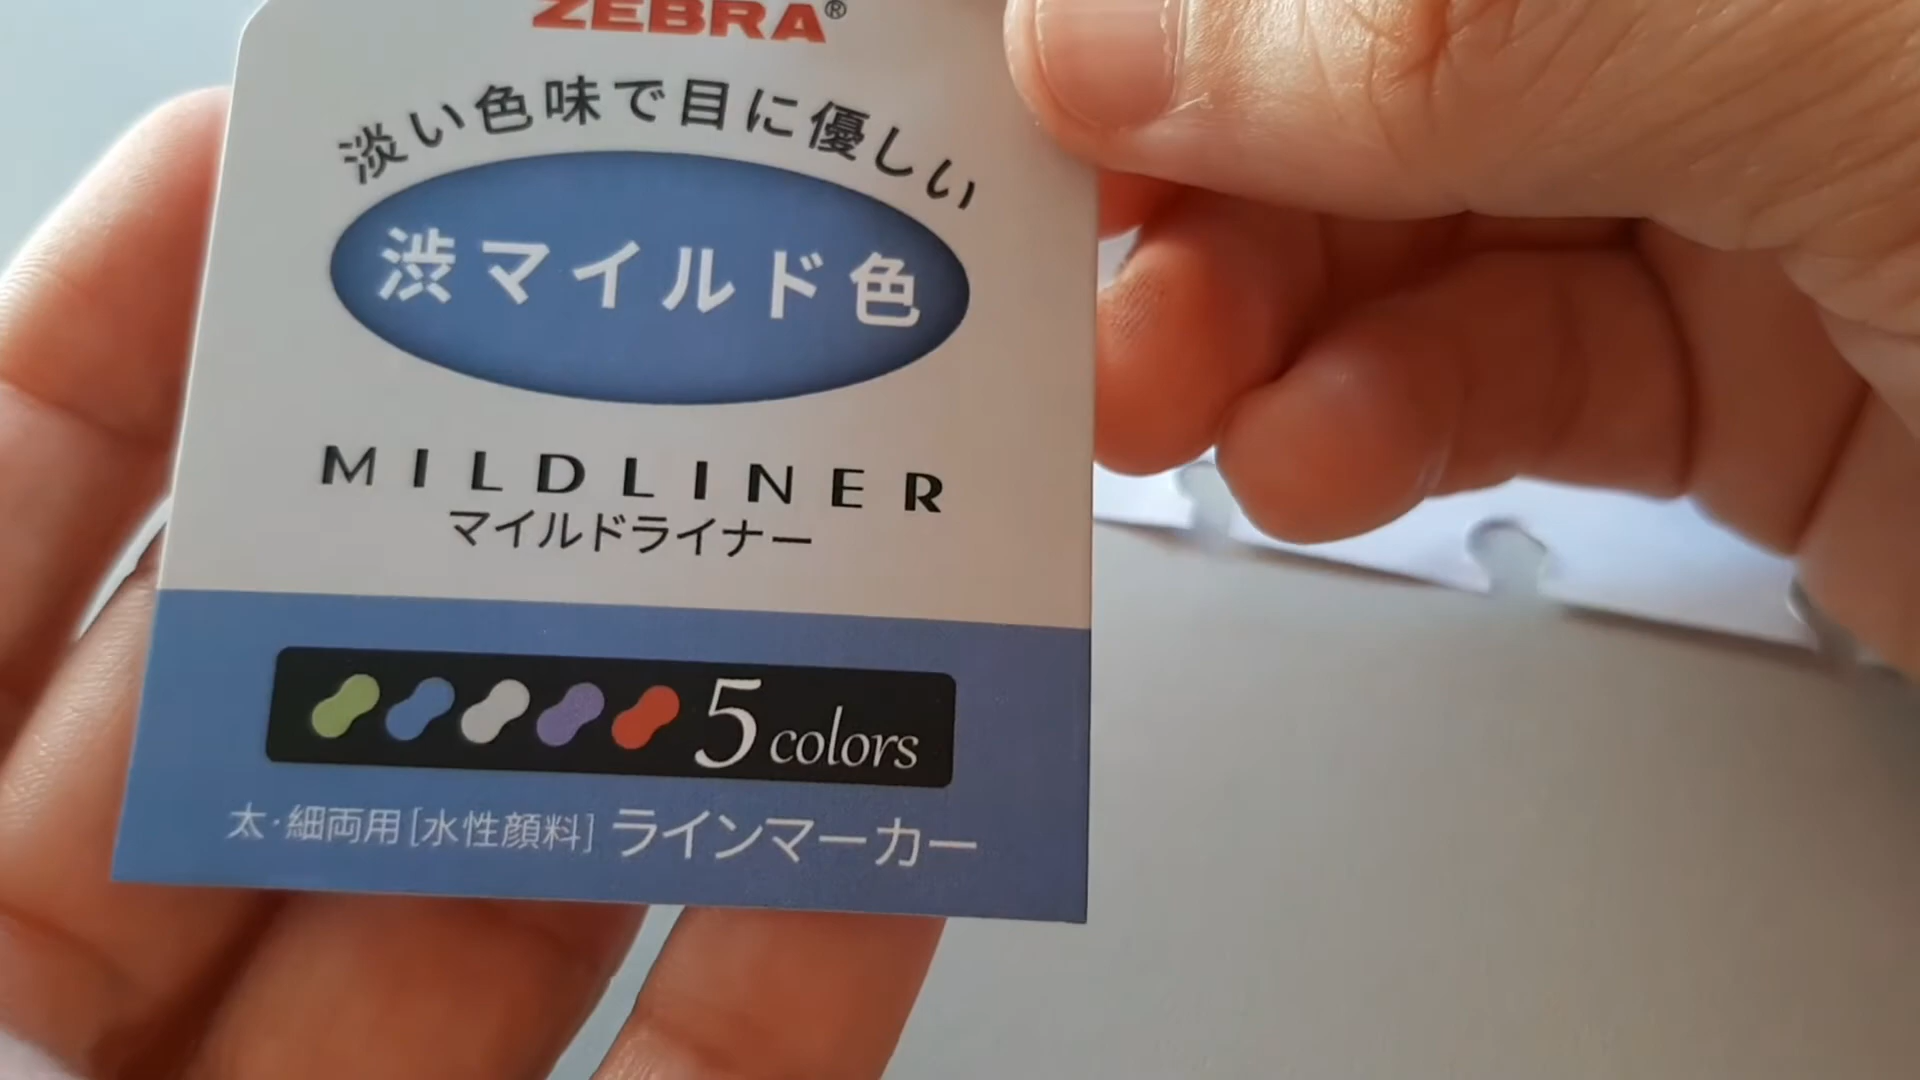 ZEBRA®
淡い色味で目に優しい
渋マイルド色
MILDLINER
マイルドライナー
5 colors
太・細両用[水性顔料] ラインマーカー